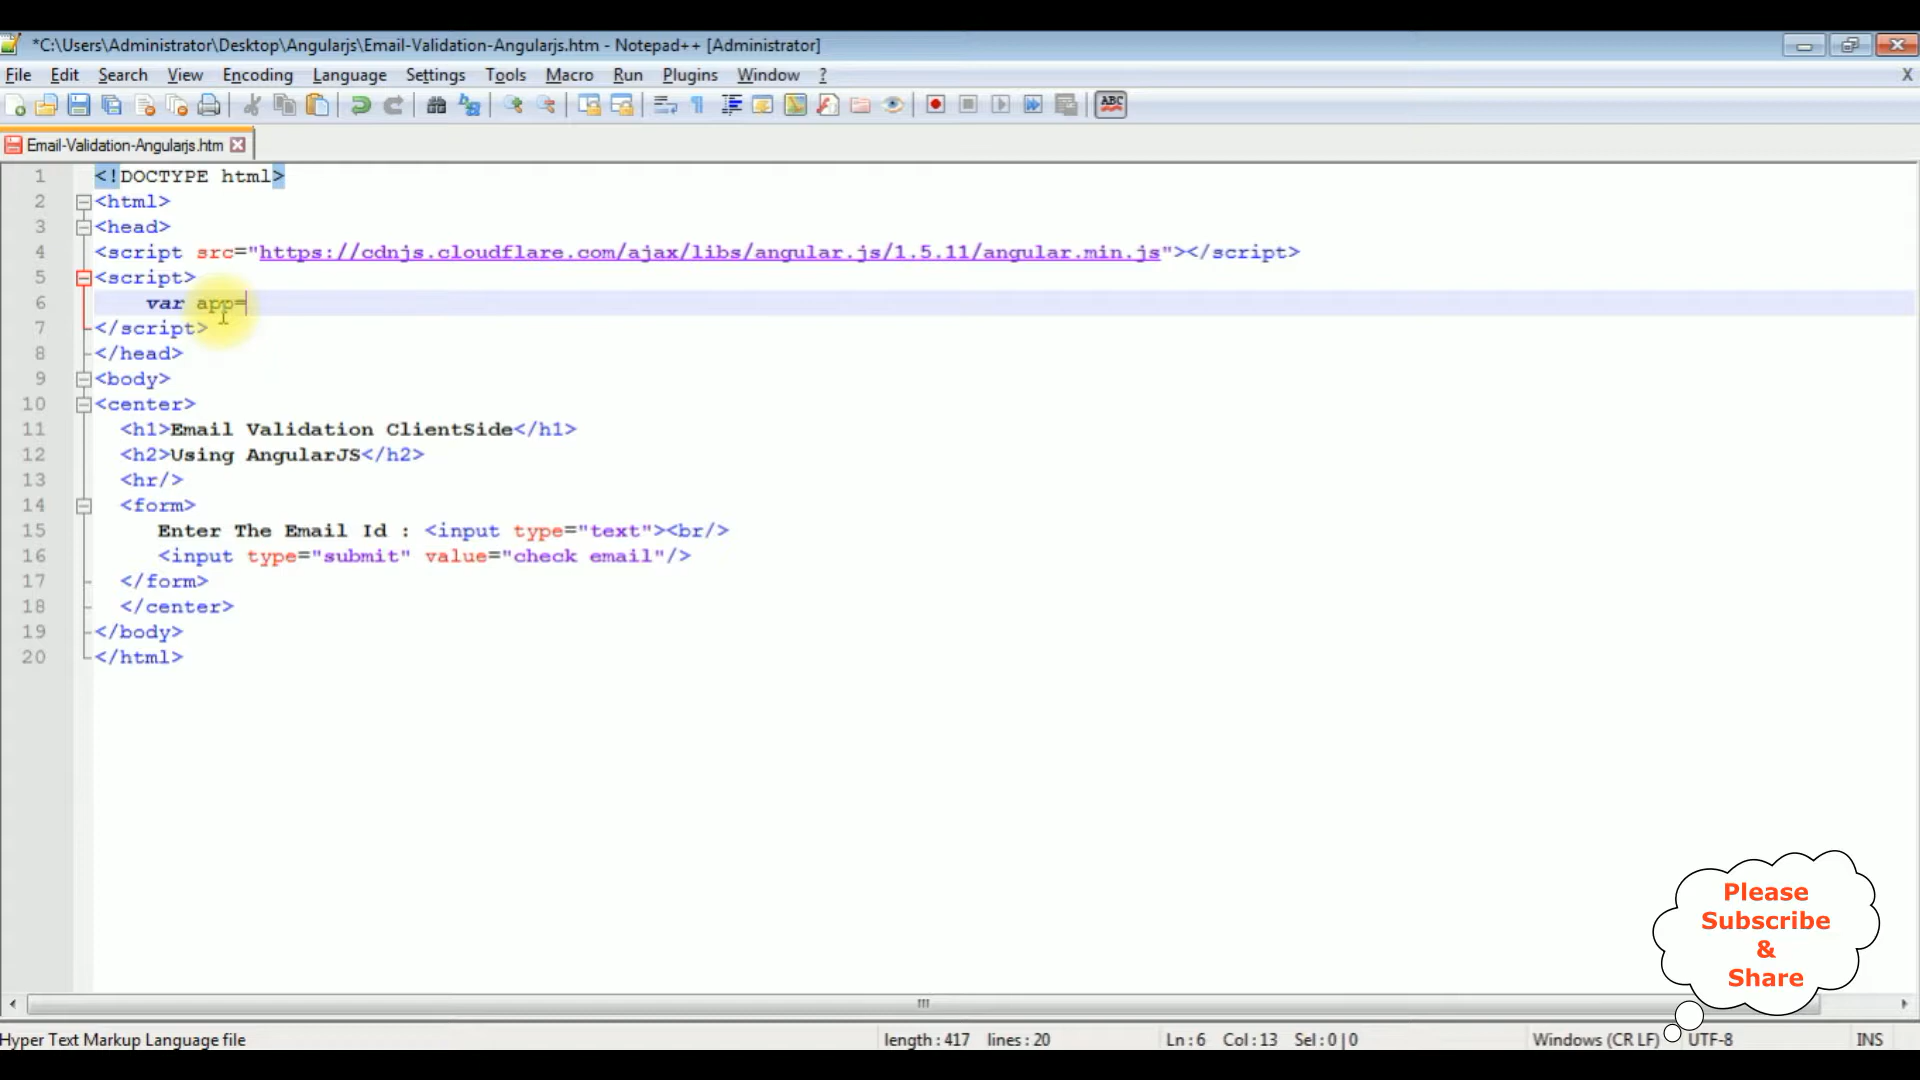 *C:\Users\Administrator\Desktop\Angularjs\Email-Validation-Angularjs.htm - Notepad++ [Administrator]
File Edit Search View Encoding Language Settings Tools Macro Run Plugins Window ? X
ABC
Email-Validation-Angularjs.htm
1 <!DOCTYPE html>
2 <html>
3 <head>
4 <script src="https://cdnjs.cloudflare.com/ajax/libs/angular.js/1.5.11/angular.min.js"></script>
5 <script>
6 var app=
7 </script>
8 </head>
9 <body>
10 <center>
11 <h1>Email Validation ClientSide</h1>
12 <h2>Using AngularJS</h2>
13 <hr/>
14 <form>
15 Enter The Email Id : <input type="text"><br/>
16 <input type="submit" value="check email"/>
17 </form>
18 </center>
19 </body>
20 </html>
Please
Subscribe
&
Share
Hyper Text Markup Language file length : 417 lines : 20 Ln : 6 Col : 13 Sel : 0 | 0 Windows (CR LF) UTF-8 INS